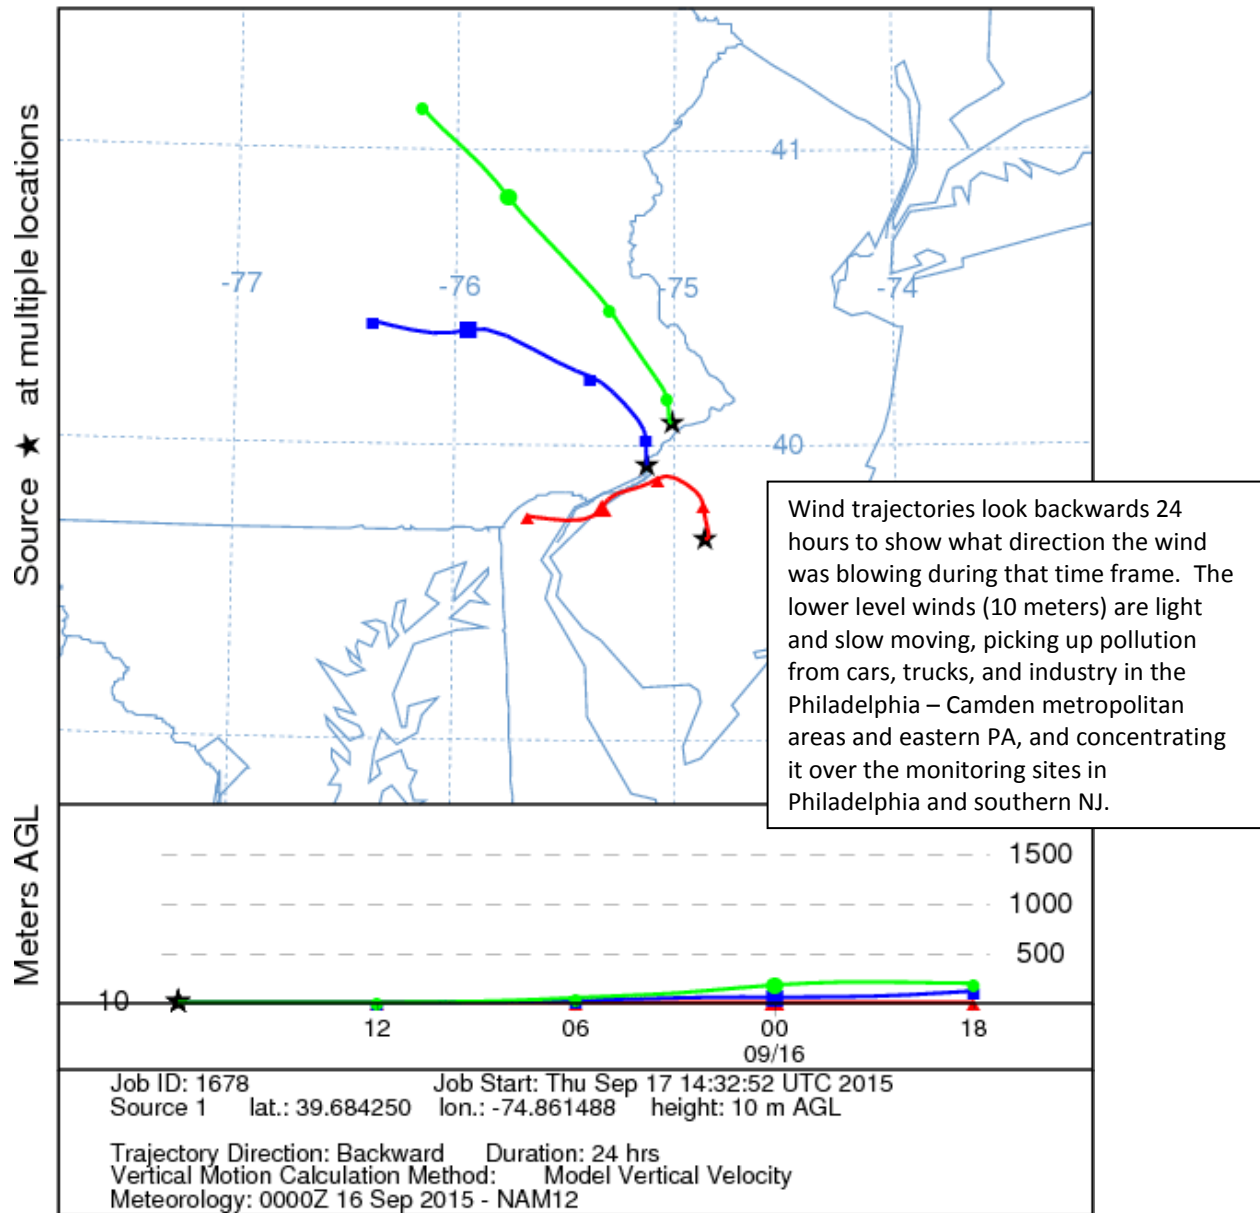 Source ★ at multiple locations
41
-77
-76
-75
-74
40
Wind trajectories look backwards 24
hours to show what direction the wind
was blowing during that time frame.  The
lower level winds (10 meters) are light
and slow moving, picking up pollution
from cars, trucks, and industry in the
Philadelphia – Camden metropolitan
areas and eastern PA, and concentrating
it over the monitoring sites in
Philadelphia and southern NJ.
Meters AGL
1500
1000
500
10
12 06 00 18
09/16
Job ID: 1678 Job Start: Thu Sep 17 14:32:52 UTC 2015
Source 1 lat.: 39.684250 lon.: -74.861488 height: 10 m AGL
Trajectory Direction: Backward Duration: 24 hrs
Vertical Motion Calculation Method: Model Vertical Velocity
Meteorology: 0000Z 16 Sep 2015 - NAM12